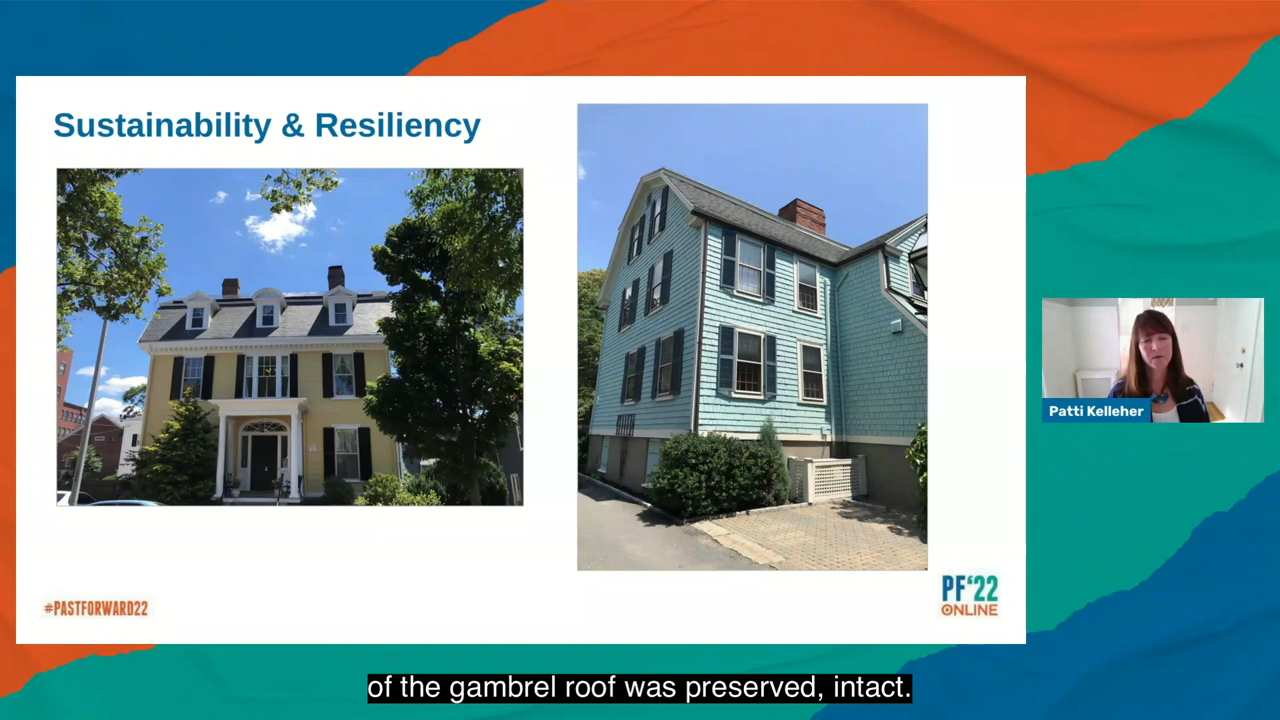 Sustainability & Resiliency
Patti Kelleher
#PASTFORWARD22
PF‘22
ONLINE
of the gambrel roof was preserved, intact.